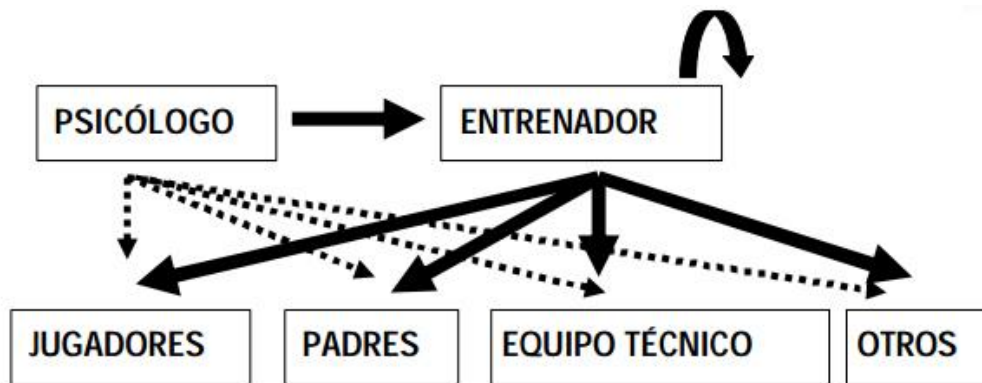 PSICÓLOGO
ENTRENADOR
JUGADORES
PADRES
EQUIPO TÉCNICO
OTROS